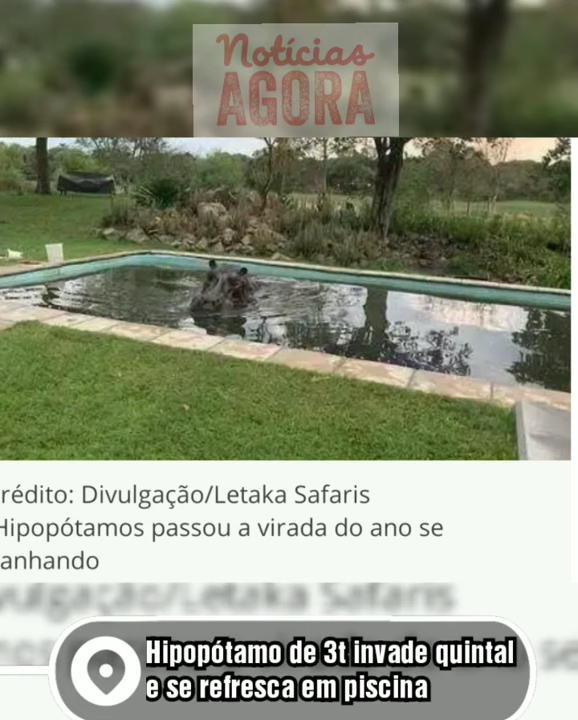 Notícias
AGORA
rédito: Divulgação/Letaka Safaris
Hipopótamos passou a virada do ano se
anhando
Hipopótamo de 3t invade quintal
e se refresca em piscina